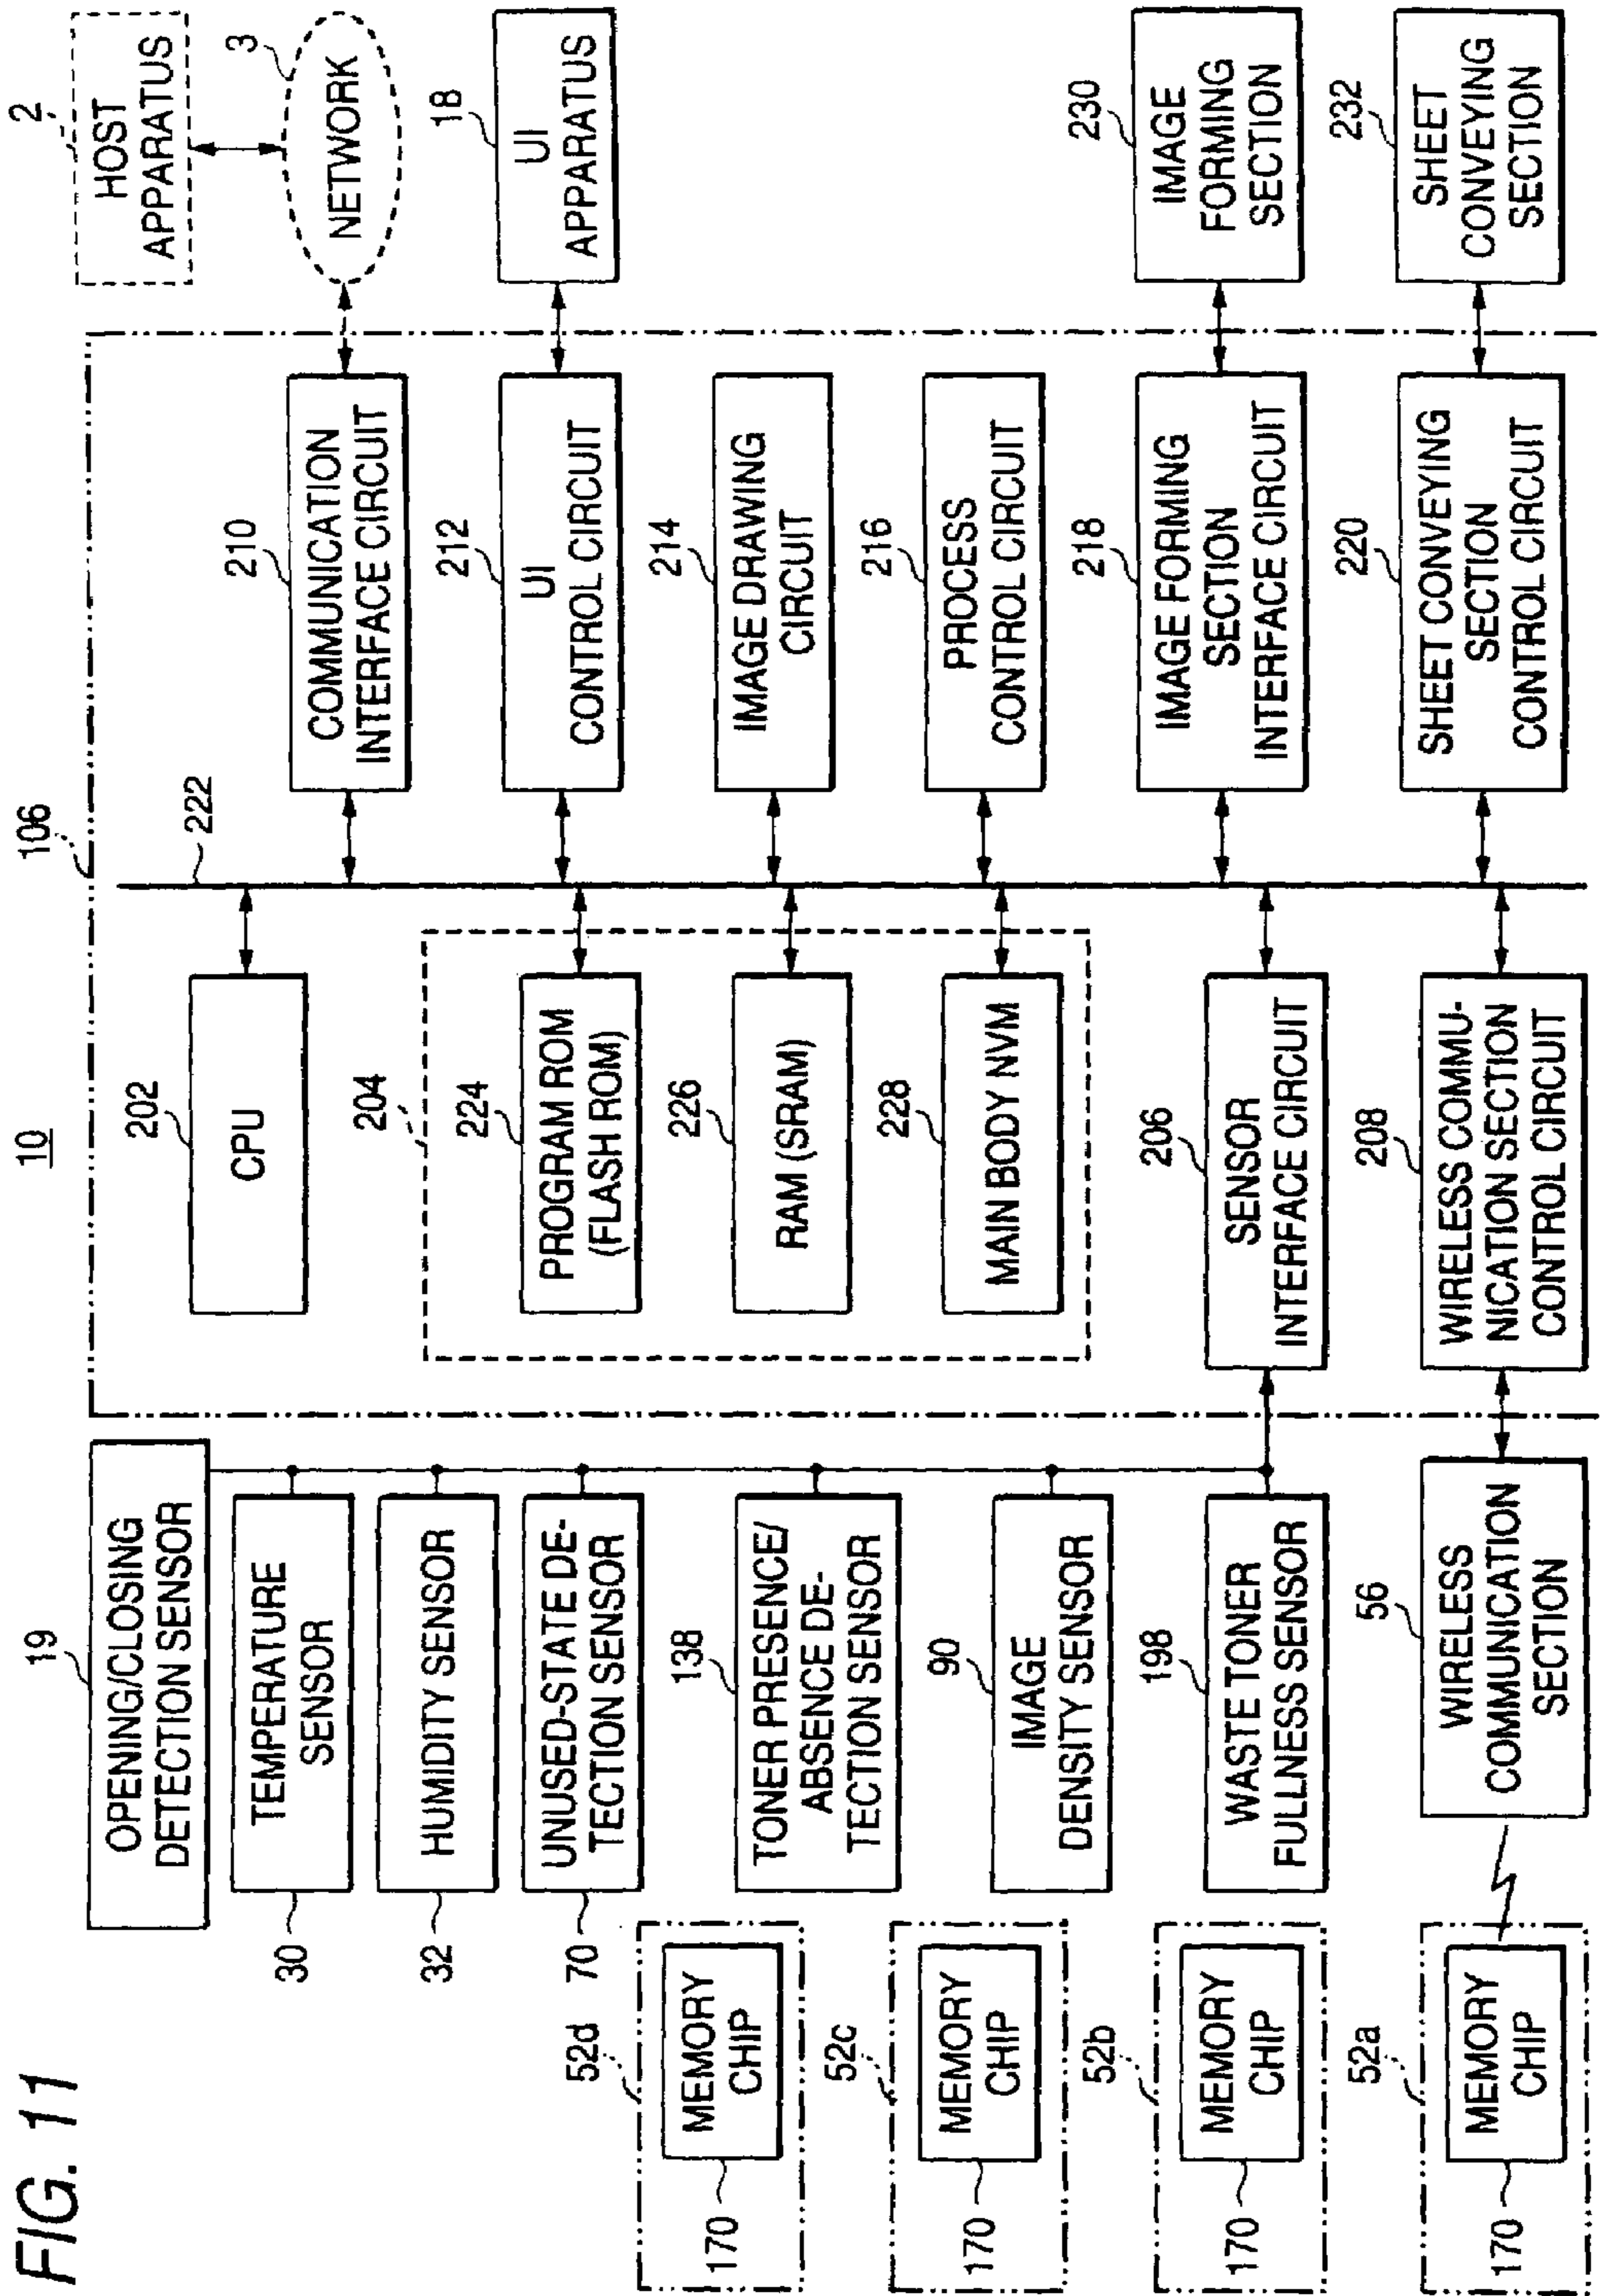 FIG. 11
10
106
2
HOST
APPARATUS
3
NETWORK
18
UI
APPARATUS
230
IMAGE
FORMING
SECTION
232
SHEET
CONVEYING
SECTION
210
COMMUNICATION
INTERFACE CIRCUIT
212
UI
CONTROL CIRCUIT
214
IMAGE DRAWING
CIRCUIT
216
PROCESS
CONTROL CIRCUIT
218
IMAGE FORMING
SECTION
INTERFACE CIRCUIT
220
SHEET CONVEYING
SECTION
CONTROL CIRCUIT
222
202
CPU
204
224
PROGRAM ROM
(FLASH ROM)
226
RAM (SRAM)
228
MAIN BODY NVM
206
SENSOR
INTERFACE CIRCUIT
208
WIRELESS COMMU-
NICATION SECTION
CONTROL CIRCUIT
19
OPENING/CLOSING
DETECTION SENSOR
TEMPERATURE
SENSOR
30
HUMIDITY SENSOR
32
UNUSED-STATE DE-
TECTION SENSOR
70
138
TONER PRESENCE/
ABSENCE DE-
TECTION SENSOR
90
IMAGE
DENSITY SENSOR
198
WASTE TONER
FULLNESS SENSOR
56
WIRELESS
COMMUNICATION
SECTION
52d
MEMORY
CHIP
170
52c
MEMORY
CHIP
170
52b
MEMORY
CHIP
170
52a
MEMORY
CHIP
170